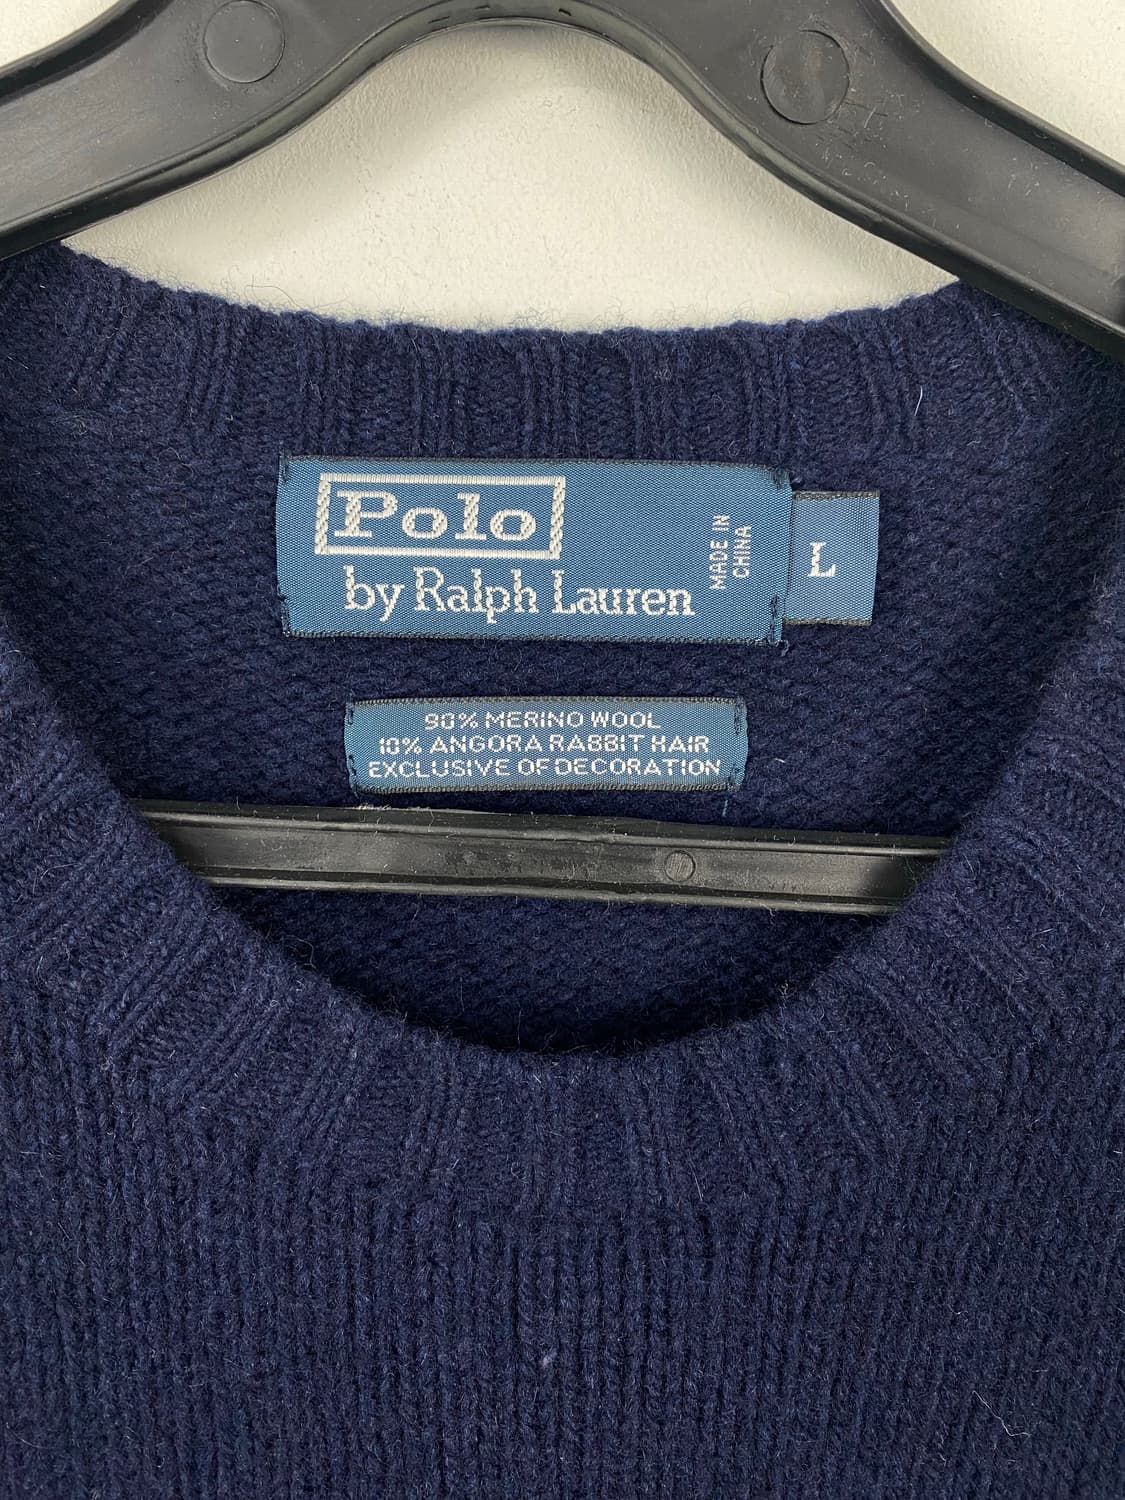 Polo
by Ralph Lauren
MADE IN
CHINA
L
90% MERINO WOOL
10% ANGORA RABBIT HAIR
EXCLUSIVE OF DECORATION